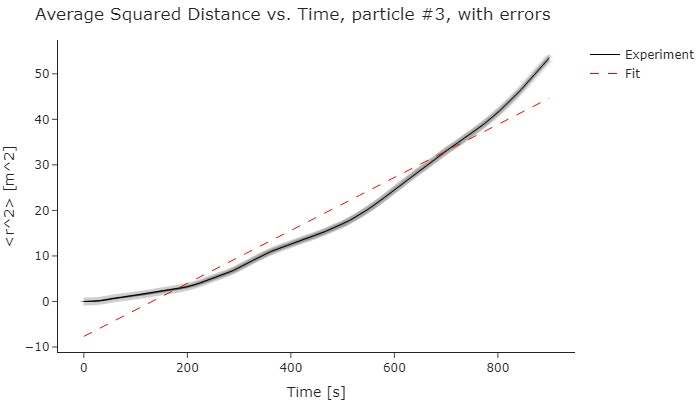 Average Squared Distance vs. Time, particle #3, with errors
Experiment
Fit
50
40
30
20
10
0
−10
<r^2> [m^2]
0 200 400 600 800
Time [s]